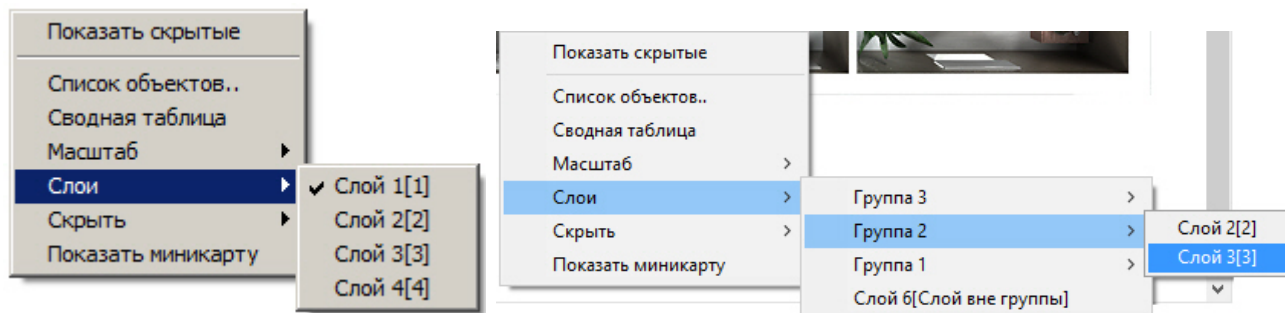 Показать скрытые
Список объектов..
Сводная таблица
Масштаб
Слои
Скрыть
Показать миникарту
Слой 1[1]
Слой 2[2]
Слой 3[3]
Слой 4[4]
Показать скрытые
Список объектов..
Сводная таблица
Масштаб
Слои
Скрыть
Показать миникарту
Группа 3
Группа 2
Группа 1
Слой 6[Слой вне группы]
Слой 2[2]
Слой 3[3]